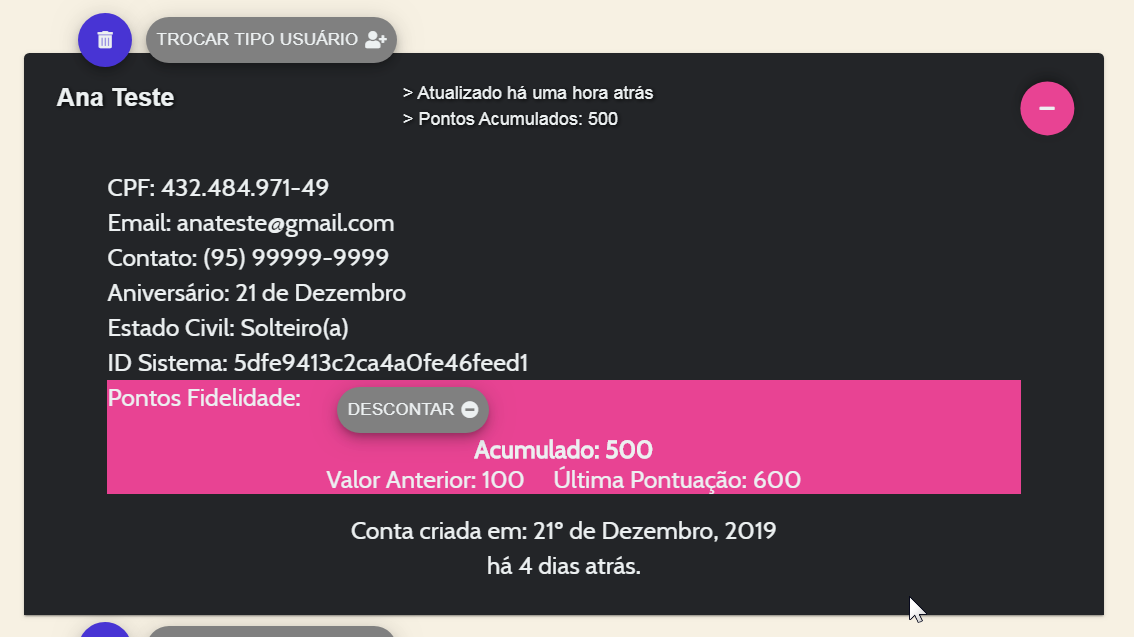 TROCAR TIPO USUÁRIO
Ana Teste
> Atualizado há uma hora atrás
> Pontos Acumulados: 500
CPF: 432.484.971-49
Email: anateste@gmail.com
Contato: (95) 99999-9999
Aniversário: 21 de Dezembro
Estado Civil: Solteiro(a)
ID Sistema: 5dfe9413c2ca4a0fe46feed1
Pontos Fidelidade:
DESCONTAR
Acumulado: 500
Valor Anterior: 100 Última Pontuação: 600
Conta criada em: 21º de Dezembro, 2019
há 4 dias atrás.